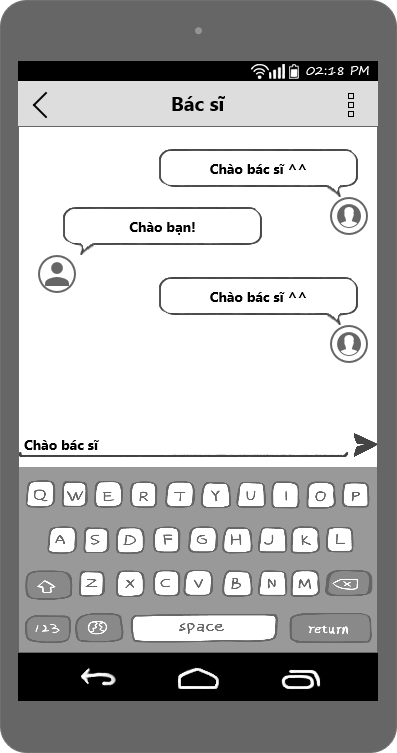 02:18 PM
Bác sĩ
Chào bác sĩ ^^
Chào bạn!
Chào bác sĩ ^^
Chào bác sĩ
Q W E R T Y U I O P
A S D F G H J K L
Z X C V B N M
123 space return